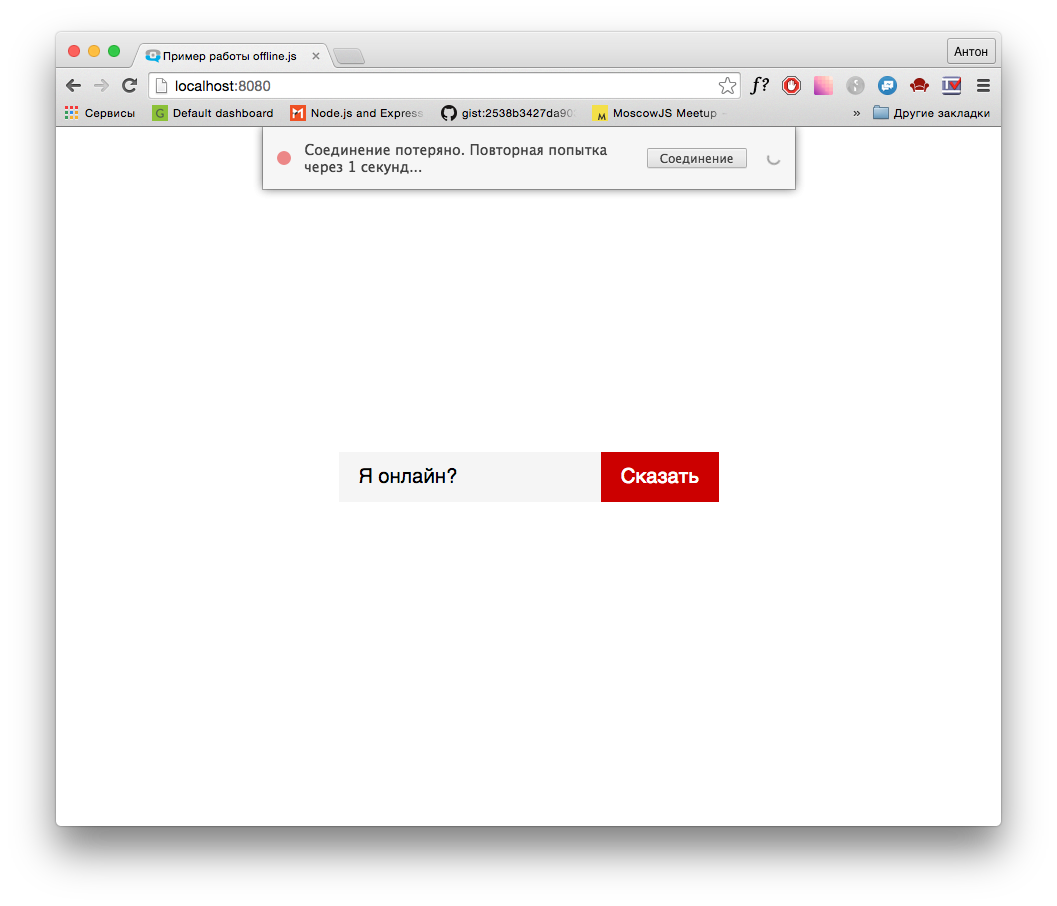 Пример работы offline.js
Антон
localhost:8080
f?
Сервисы
Default dashboard
Node.js and Express
gist:2538b3427da90
MoscowJS Meetup
»
Другие закладки
Соединение потеряно. Повторная попытка
через 1 секунд...
Соединение
Я онлайн?
Сказать